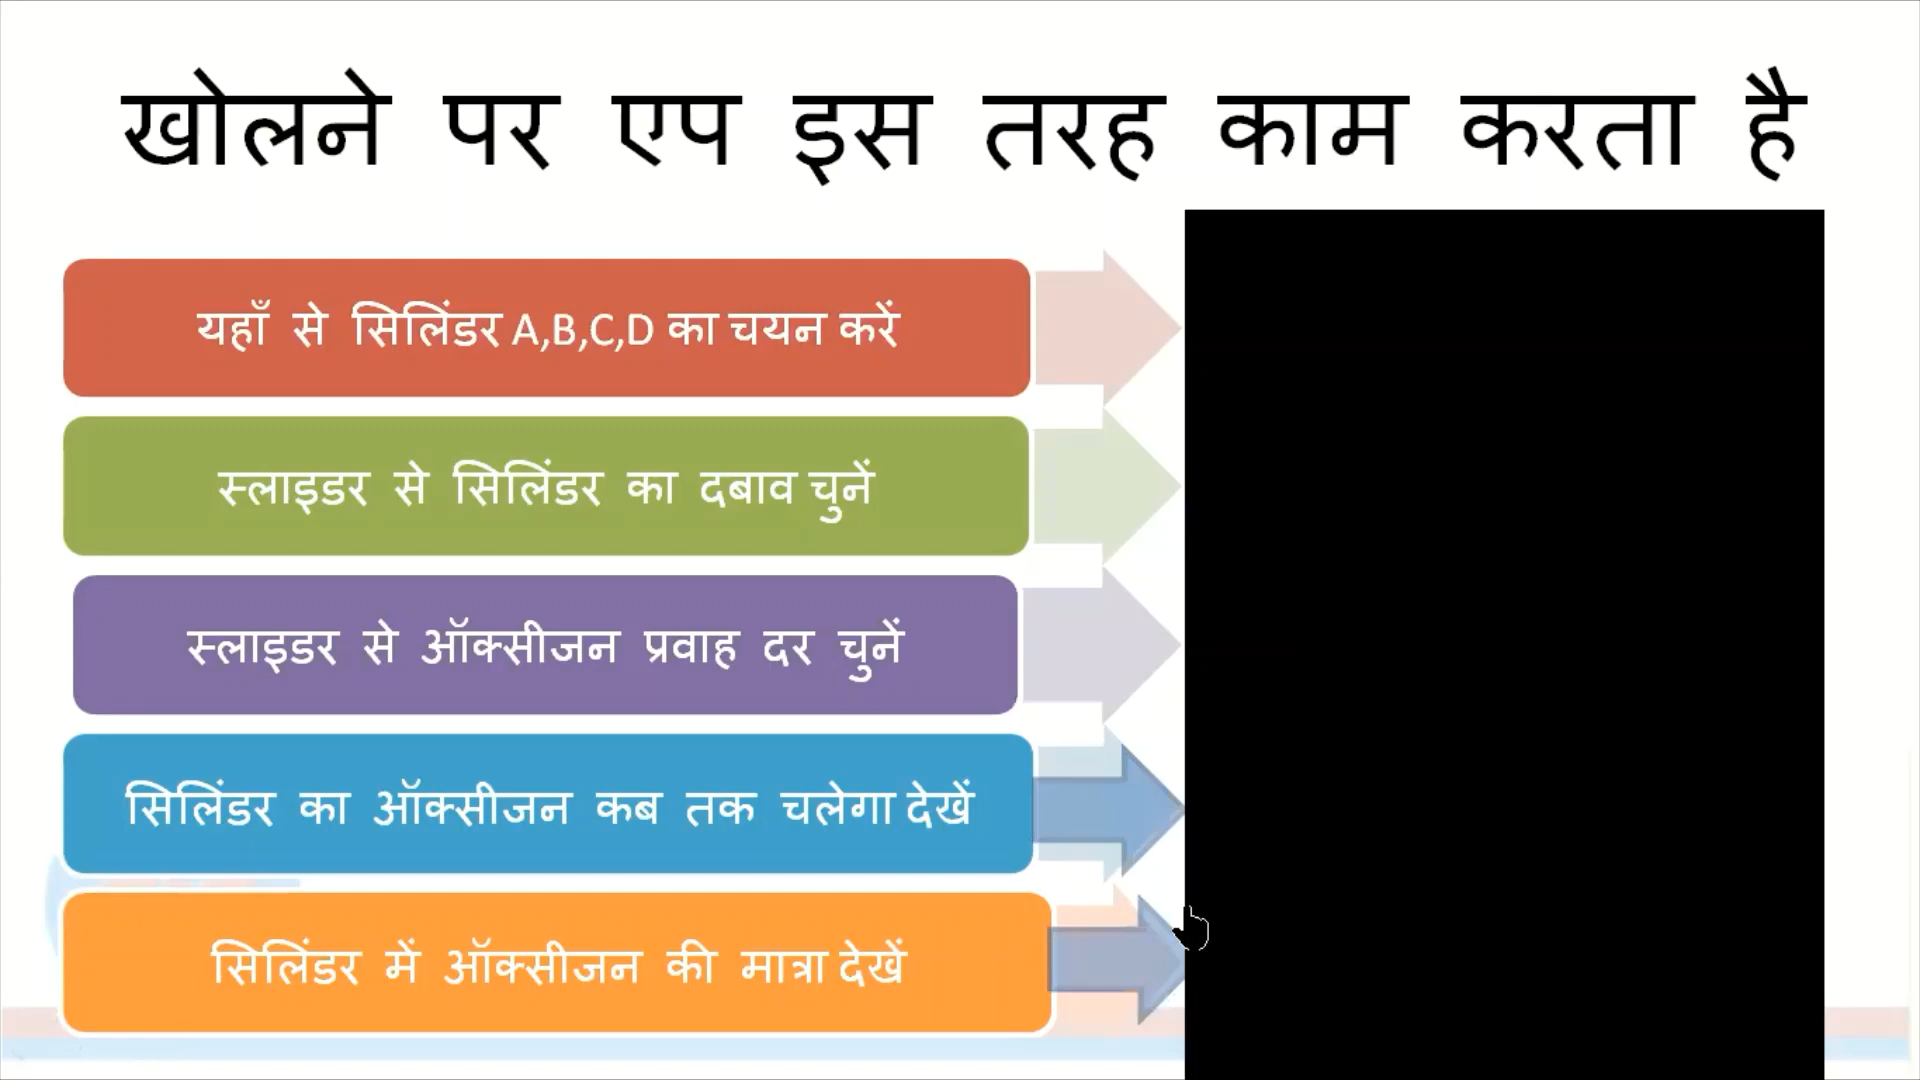 खोलने पर एप इस तरह काम करता है
यहाँ से सिलिंडर A,B,C,D का चयन करें
स्लाइडर से सिलिंडर का दबाव चुनें
स्लाइडर से ऑक्सीजन प्रवाह दर चुनें
सिलिंडर का ऑक्सीजन कब तक चलेगा देखें
सिलिंडर में ऑक्सीजन की मात्रा देखें